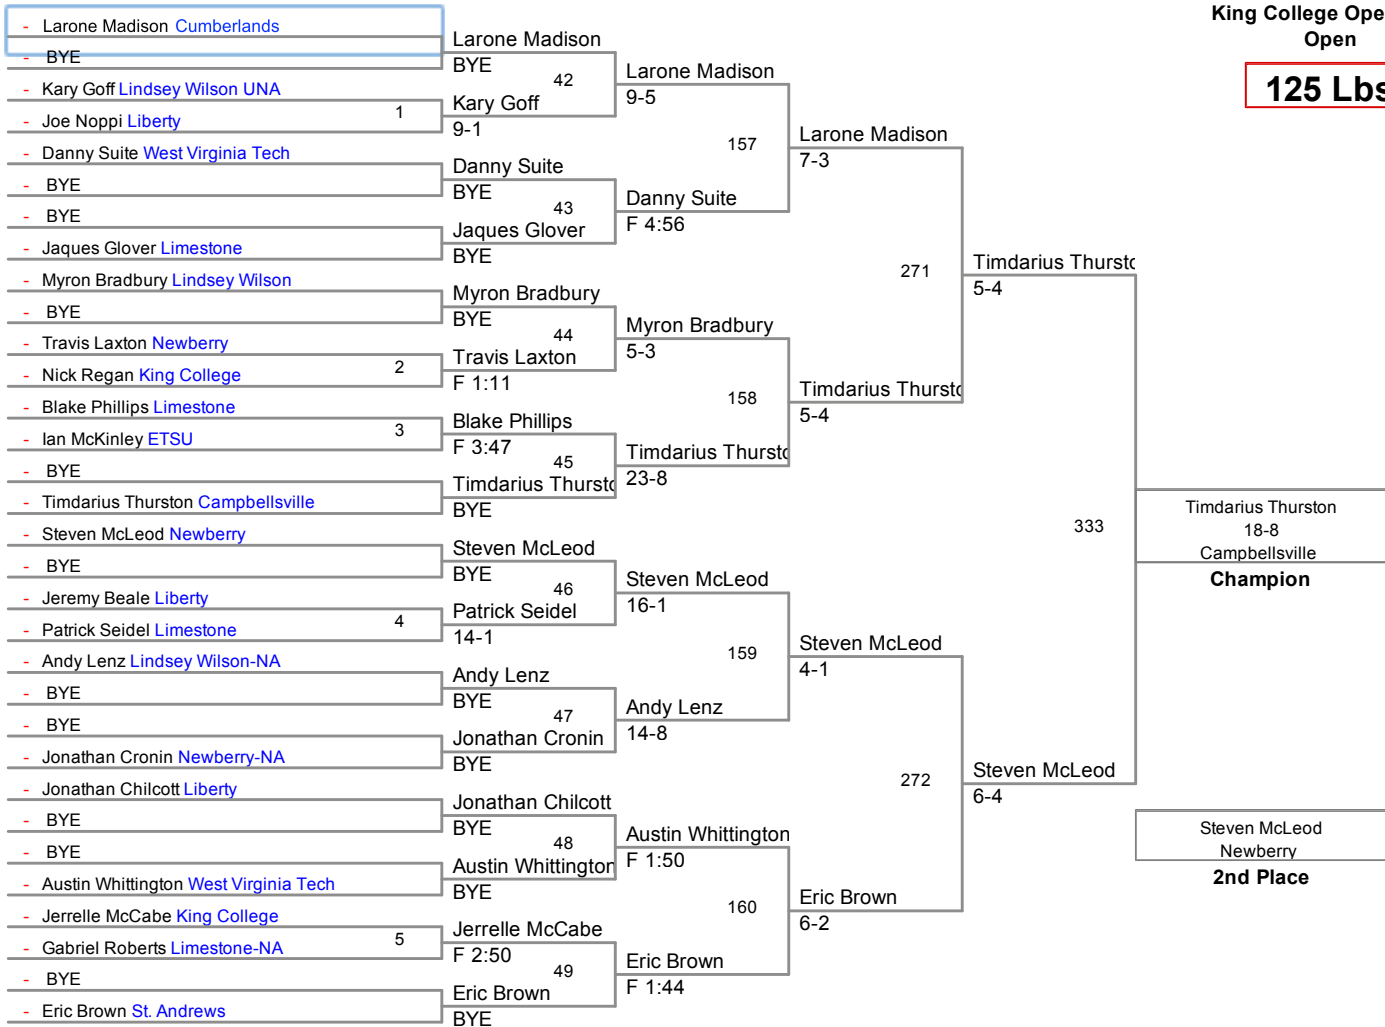 King College Ope
Open
125 Lbs
- Larone Madison Cumberlands
- BYE
- Kary Goff Lindsey Wilson UNA
- Joe Noppi Liberty
- Danny Suite West Virginia Tech
- BYE
- BYE
- Jaques Glover Limestone
- Myron Bradbury Lindsey Wilson
- BYE
- Travis Laxton Newberry
- Nick Regan King College
- Blake Phillips Limestone
- Ian McKinley ETSU
- BYE
- Timdarius Thurston Campbellsville
- Steven McLeod Newberry
- BYE
- Jeremy Beale Liberty
- Patrick Seidel Limestone
- Andy Lenz Lindsey Wilson-NA
- BYE
- BYE
- Jonathan Cronin Newberry-NA
- Jonathan Chilcott Liberty
- BYE
- BYE
- Austin Whittington West Virginia Tech
- Jerrelle McCabe King College
- Gabriel Roberts Limestone-NA
- BYE
- Eric Brown St. Andrews
1
2
3
4
5
Larone Madison
BYE
42
Kary Goff
9-1
Danny Suite
BYE
43
Jaques Glover
BYE
Myron Bradbury
BYE
44
Travis Laxton
F 1:11
Blake Phillips
F 3:47
45
Timdarius Thursto
BYE
Steven McLeod
BYE
46
Patrick Seidel
14-1
Andy Lenz
BYE
47
Jonathan Cronin
BYE
Jonathan Chilcott
BYE
48
Austin Whittington
BYE
Jerrelle McCabe
F 2:50
49
Eric Brown
BYE
Larone Madison
9-5
157
Danny Suite
F 4:56
Myron Bradbury
5-3
158
Timdarius Thursto
23-8
Steven McLeod
16-1
159
Andy Lenz
14-8
Austin Whittington
F 1:50
160
Eric Brown
F 1:44
Larone Madison
7-3
271
Timdarius Thursto
5-4
Steven McLeod
4-1
272
Eric Brown
6-2
Timdarius Thursto
5-4
333
Steven McLeod
6-4
Timdarius Thurston
18-8
Campbellsville
Champion
Steven McLeod
Newberry
2nd Place